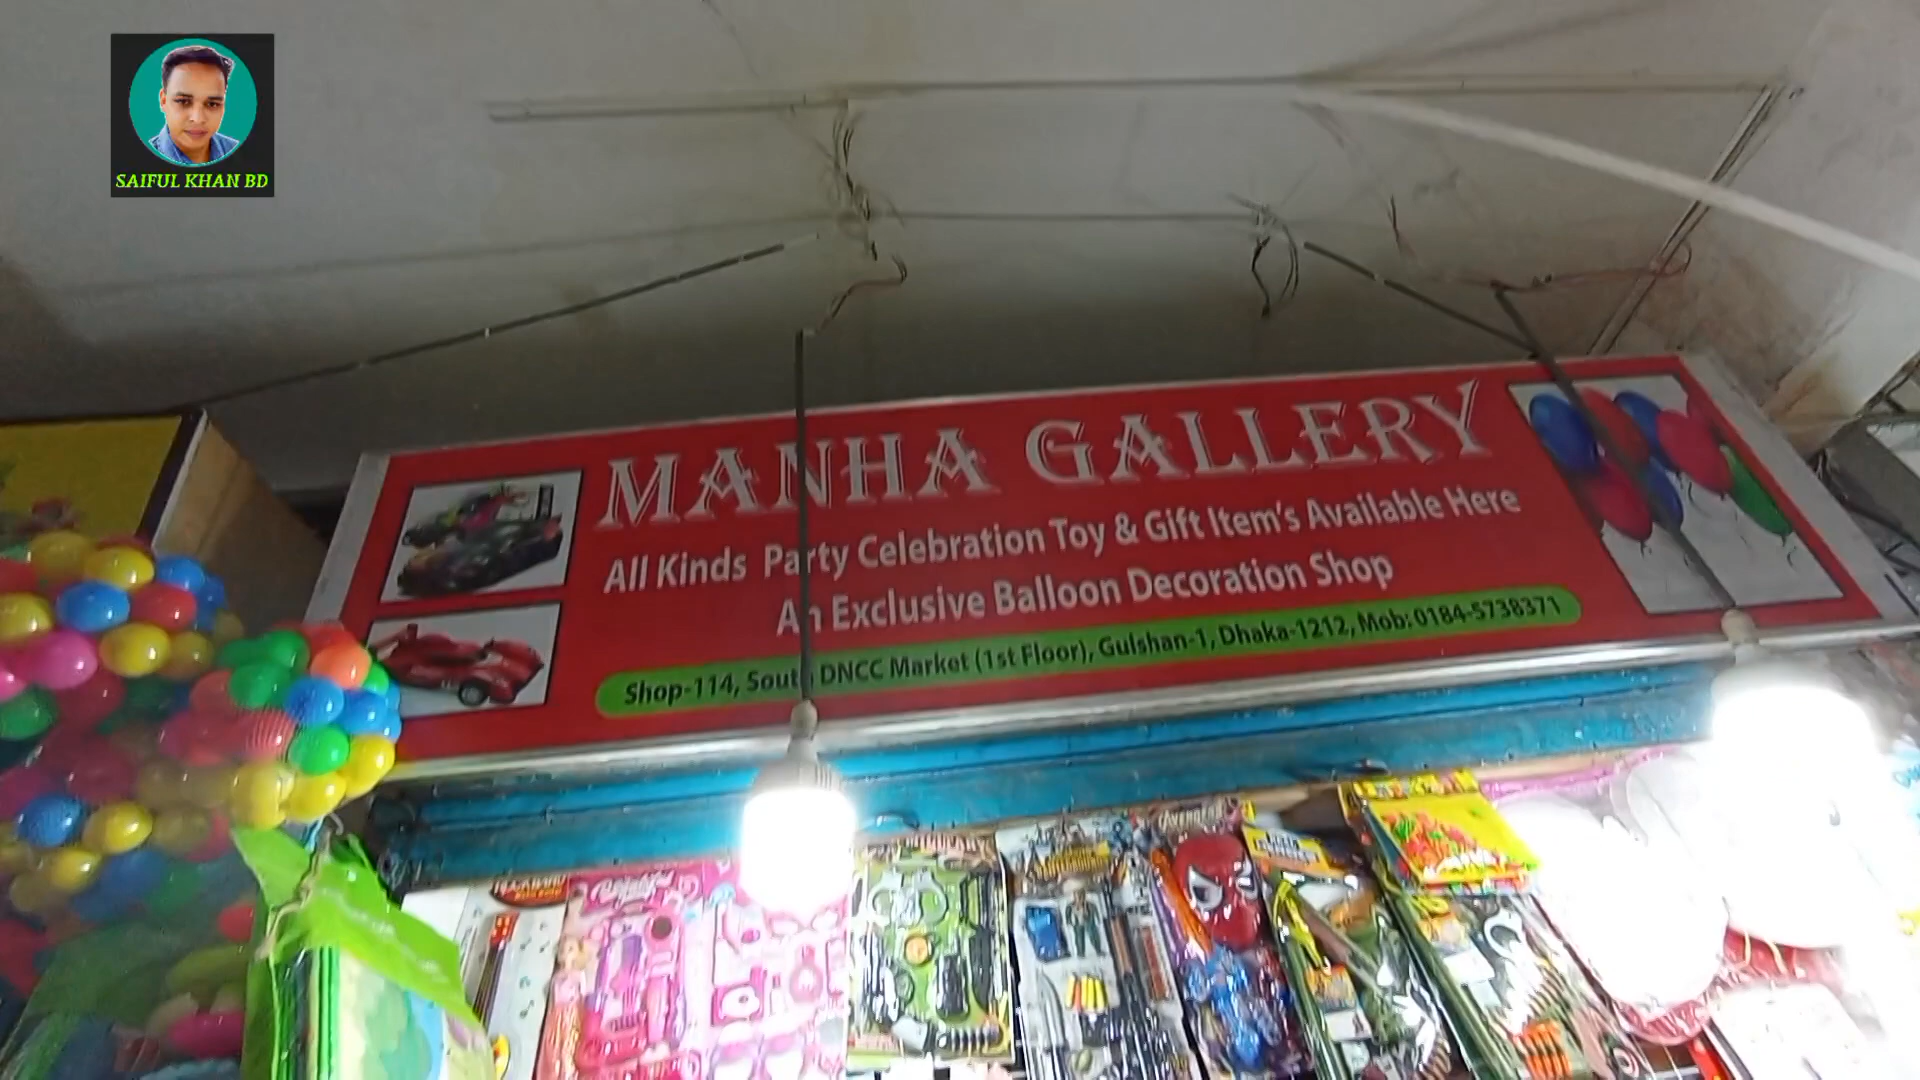 SAIFUL KHAN BD
MANHA GALLERY
All Kinds Party Celebration Toy & Gift Item's Available Here
An Exclusive Balloon Decoration Shop
Shop-114, South DNCC Market (1st Floor), Gulshan-1, Dhaka-1212, Mob: 0184-5738371
AVENGERS